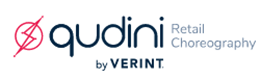 qudini
Retail
Choreography
by VERINT